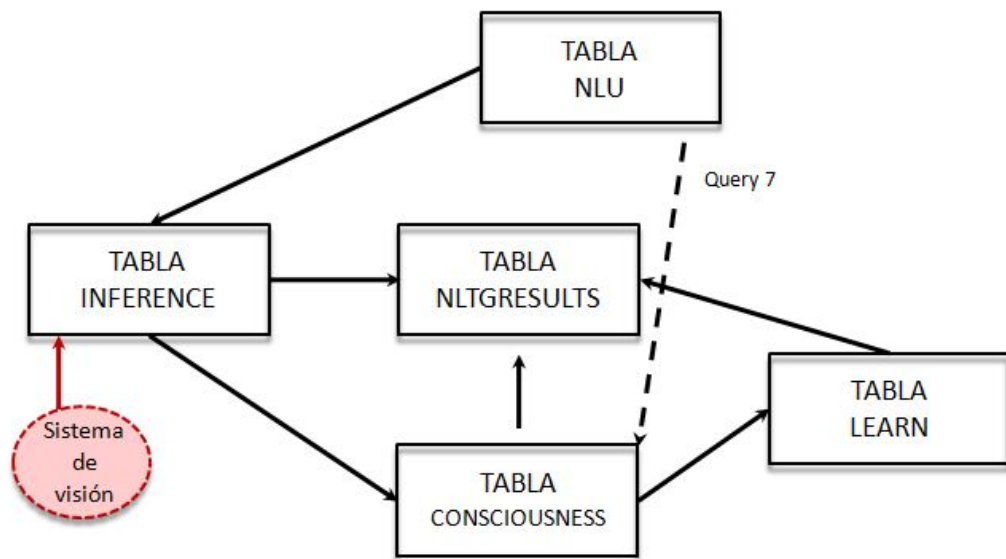 TABLA
NLU
Query 7
TABLA
INFERENCE
TABLA
NLTGRESULTS
TABLA
LEARN
Sistema
de
visión
TABLA
CONSCIOUSNESS